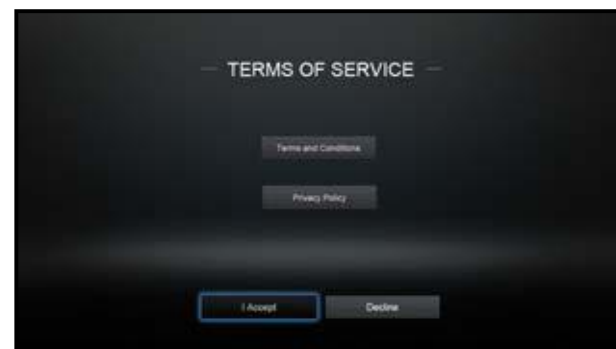 TERMS OF SERVICE
Terms and Conditions
Privacy Policy
I Accept Decline